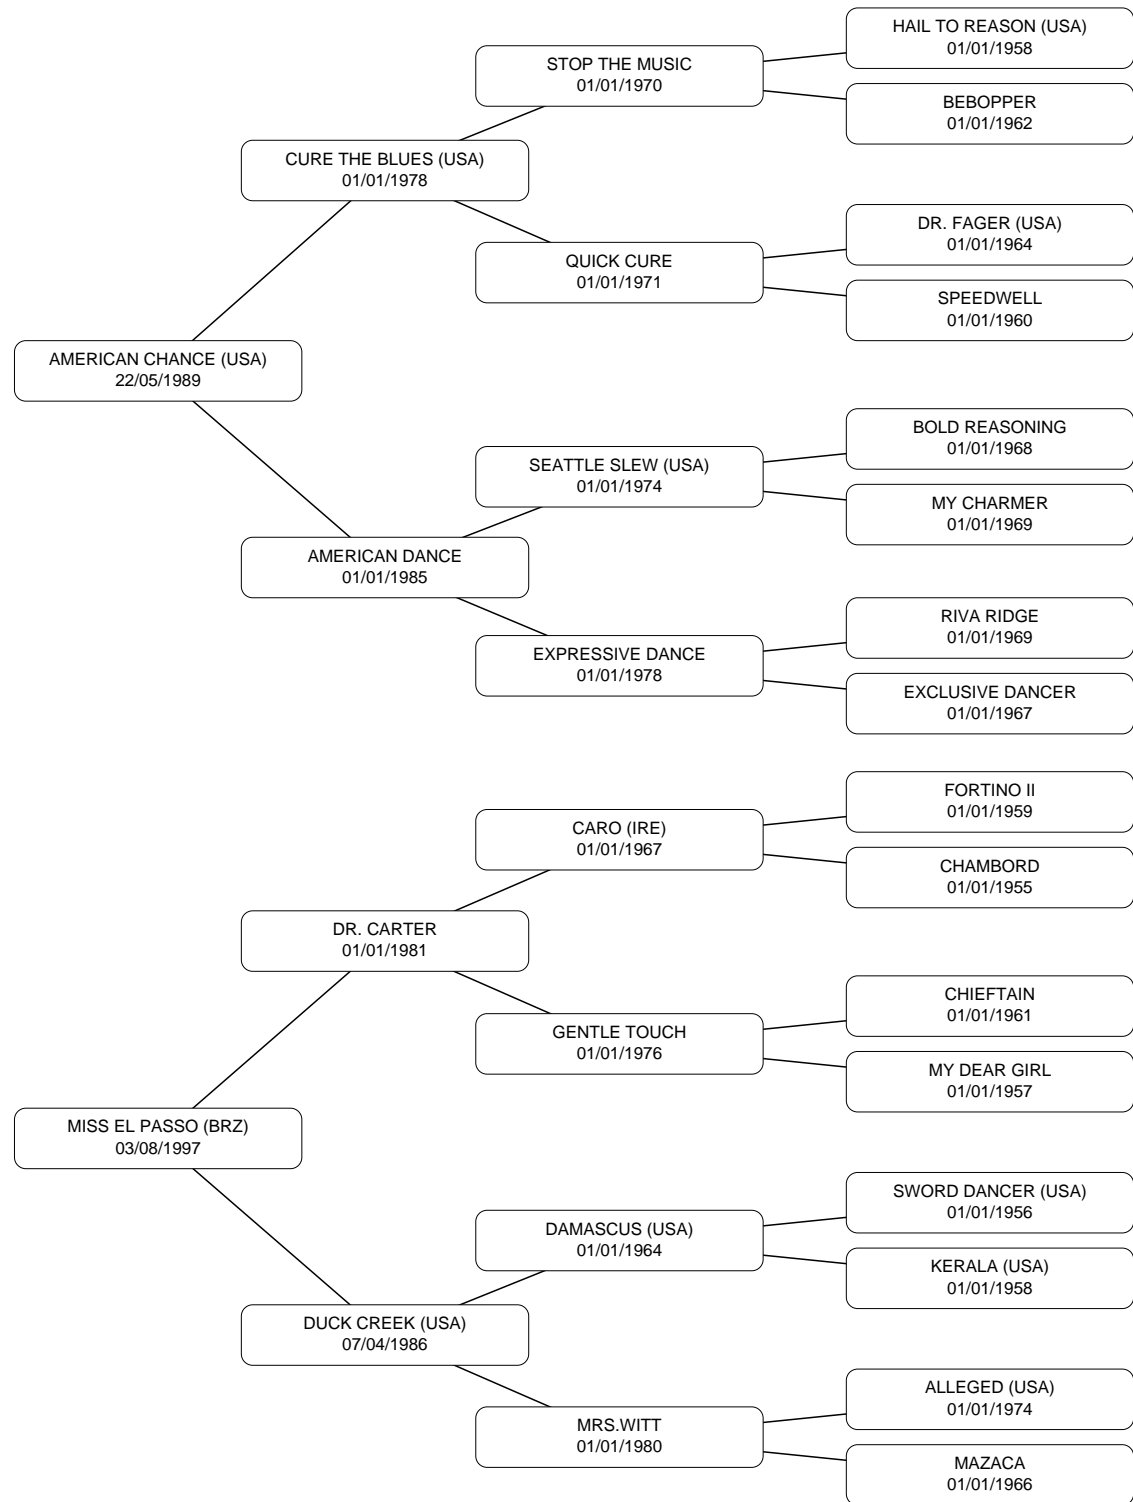 HAIL TO REASON (USA)
01/01/1958
STOP THE MUSIC
01/01/1970
BEBOPPER
01/01/1962
CURE THE BLUES (USA)
01/01/1978
DR. FAGER (USA)
01/01/1964
QUICK CURE
01/01/1971
SPEEDWELL
01/01/1960
AMERICAN CHANCE (USA)
22/05/1989
BOLD REASONING
01/01/1968
SEATTLE SLEW (USA)
01/01/1974
MY CHARMER
01/01/1969
AMERICAN DANCE
01/01/1985
RIVA RIDGE
01/01/1969
EXPRESSIVE DANCE
01/01/1978
EXCLUSIVE DANCER
01/01/1967
FORTINO II
01/01/1959
CARO (IRE)
01/01/1967
CHAMBORD
01/01/1955
DR. CARTER
01/01/1981
CHIEFTAIN
01/01/1961
GENTLE TOUCH
01/01/1976
MY DEAR GIRL
01/01/1957
MISS EL PASSO (BRZ)
03/08/1997
SWORD DANCER (USA)
01/01/1956
DAMASCUS (USA)
01/01/1964
KERALA (USA)
01/01/1958
DUCK CREEK (USA)
07/04/1986
ALLEGED (USA)
01/01/1974
MRS.WITT
01/01/1980
MAZACA
01/01/1966